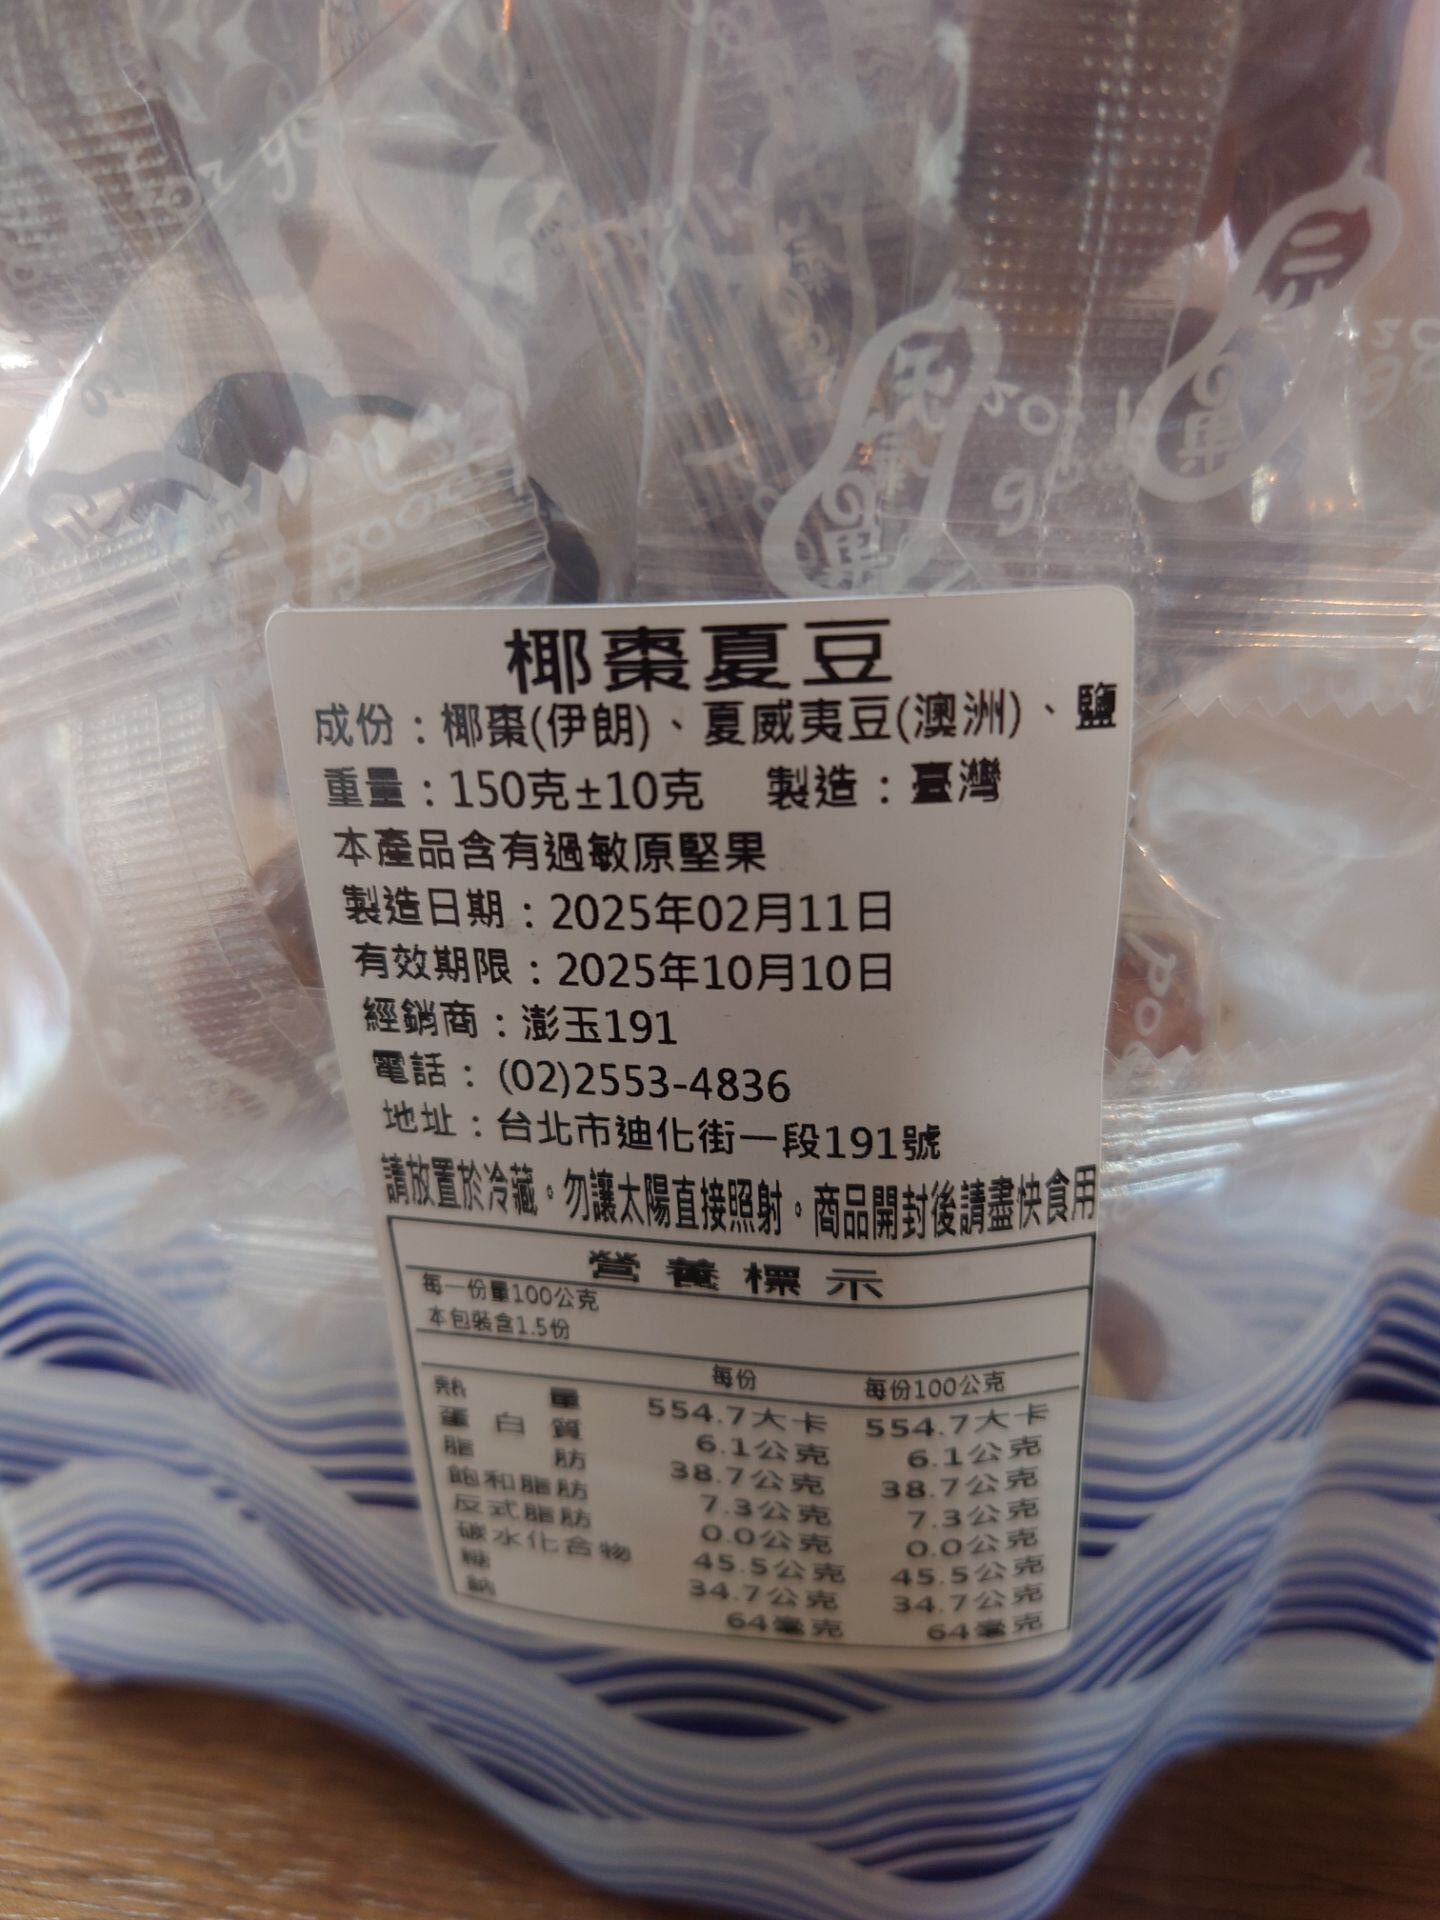 椰棗夏豆
成份：椰棗(伊朗)、夏威夷豆(澳洲)、鹽
重量：150克±10克 製造：臺灣
本產品含有過敏原堅果
製造日期：2025年02月11日
有效期限：2025年10月10日
經銷商：澎玉191
電話：(02)2553-4836
地址：台北市迪化街一段191號
請放置於冷藏。勿讓太陽直接照射。商品開封後請盡快食用
營養標示
每一份量100公克
本包裝含1.5份
每份 每份100公克
熱量 554.7大卡 554.7大卡
蛋白質 6.1公克 6.1公克
脂肪 38.7公克 38.7公克
飽和脂肪 7.3公克 7.3公克
反式脂肪 0.0公克 0.0公克
碳水化合物 45.5公克 45.5公克
糖 34.7公克 34.7公克
鈉 64毫克 64毫克
果
good
果
good